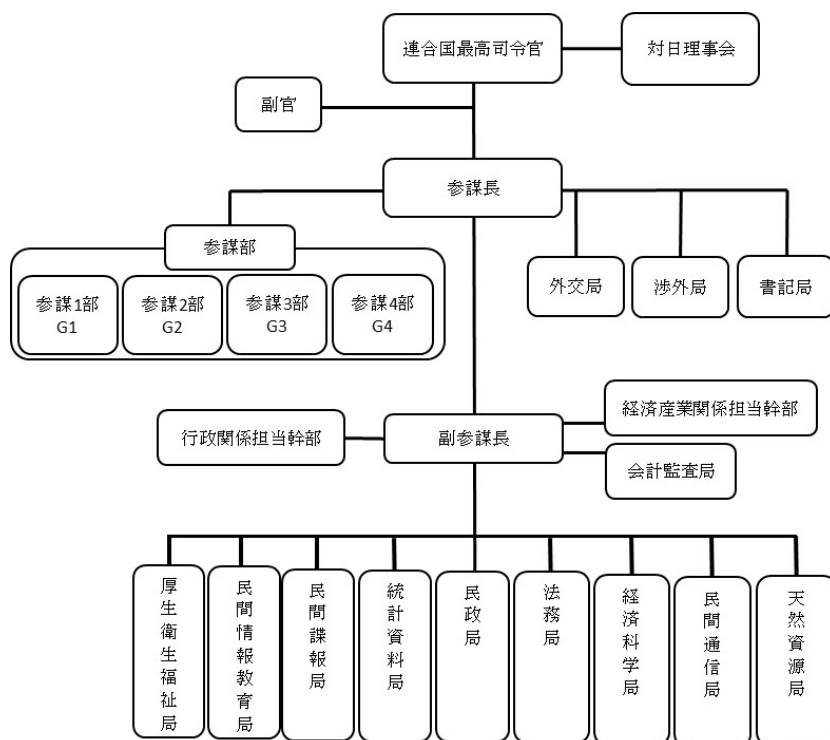 連合国最高司令官
対日理事会
副官
参謀長
参謀部
参謀1部
G1
参謀2部
G2
参謀3部
G3
参謀4部
G4
外交局
渉外局
書記局
経済産業関係担当幹部
行政関係担当幹部
副参謀長
会計監査局
厚生衛生福祉局
民間情報教育局
民間諜報局
統計資料局
民政局
法務局
経済科学局
民間通信局
天然資源局